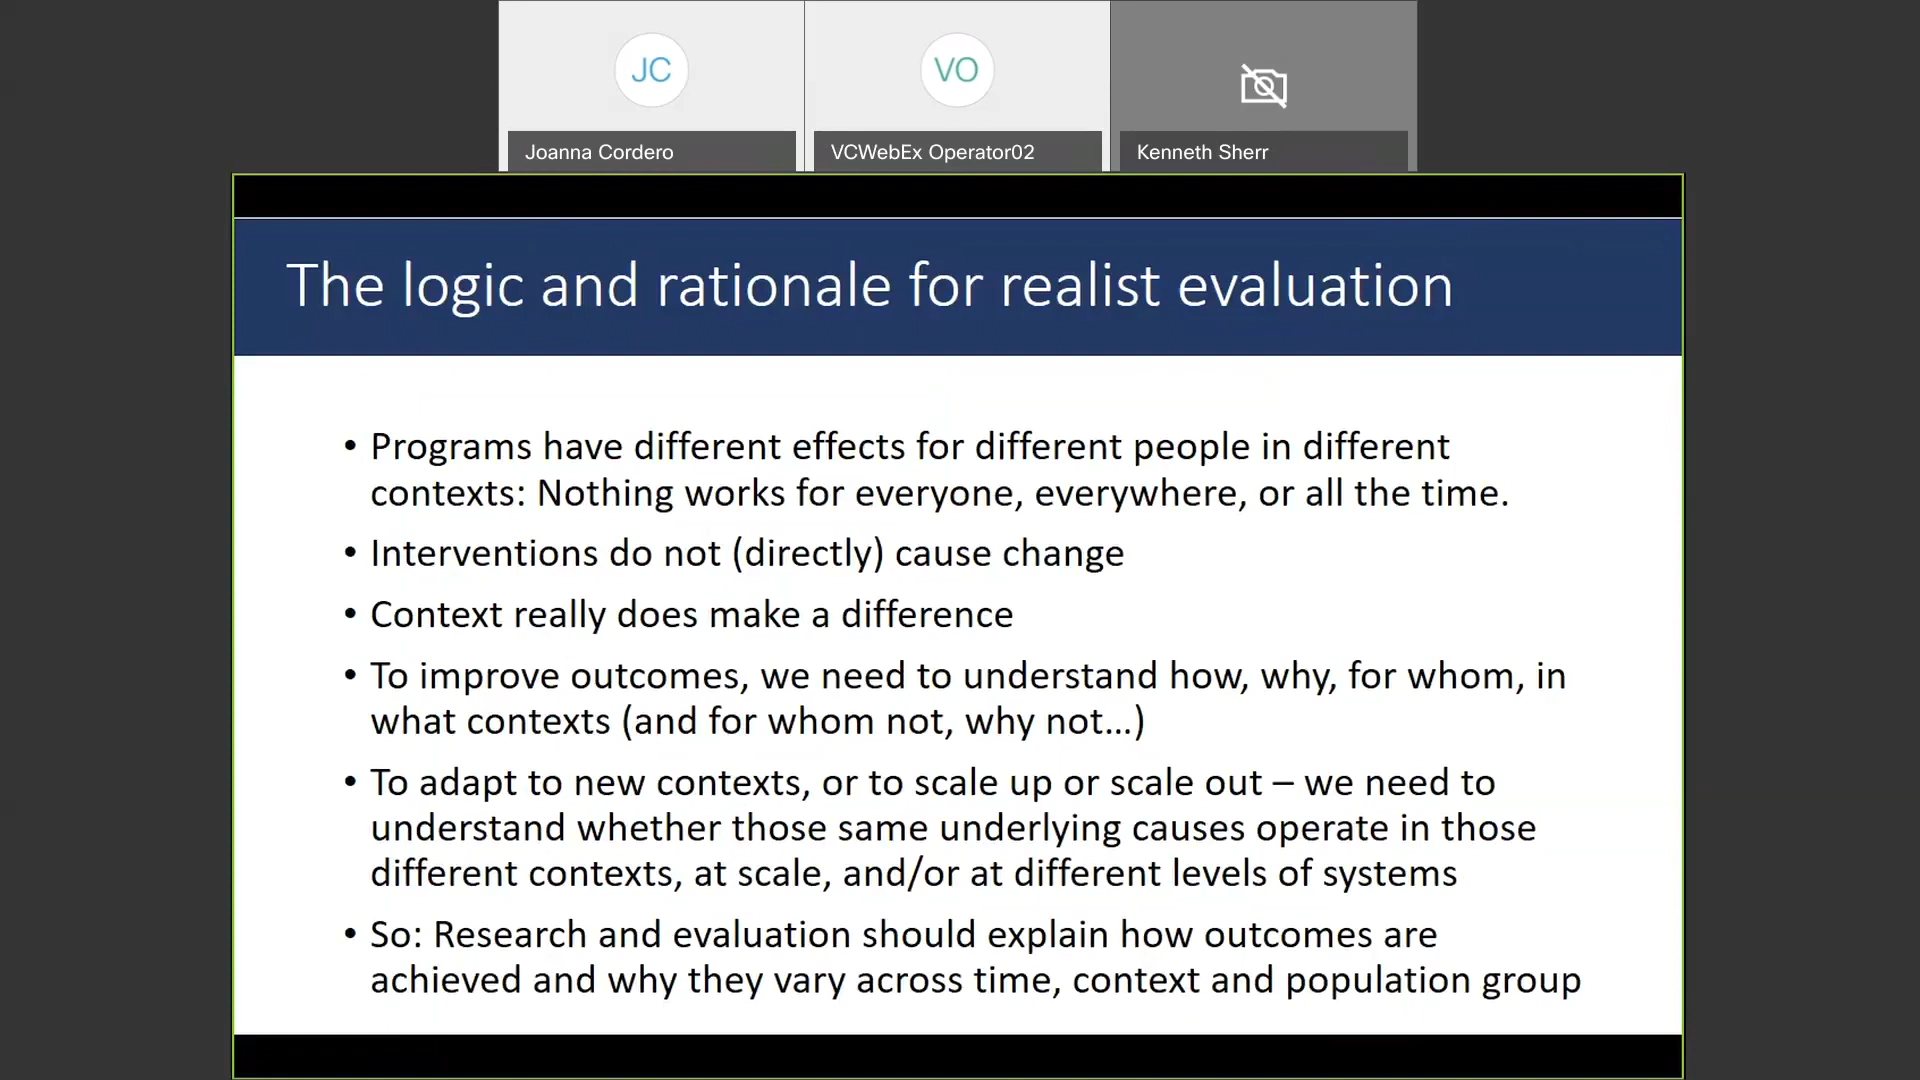 JC
VO
Joanna Cordero
VCWebEx Operator02
Kenneth Sherr
The logic and rationale for realist evaluation
• Programs have different effects for different people in different
contexts: Nothing works for everyone, everywhere, or all the time.
• Interventions do not (directly) cause change
• Context really does make a difference
• To improve outcomes, we need to understand how, why, for whom, in
what contexts (and for whom not, why not…)
• To adapt to new contexts, or to scale up or scale out – we need to
understand whether those same underlying causes operate in those
different contexts, at scale, and/or at different levels of systems
• So: Research and evaluation should explain how outcomes are
achieved and why they vary across time, context and population group